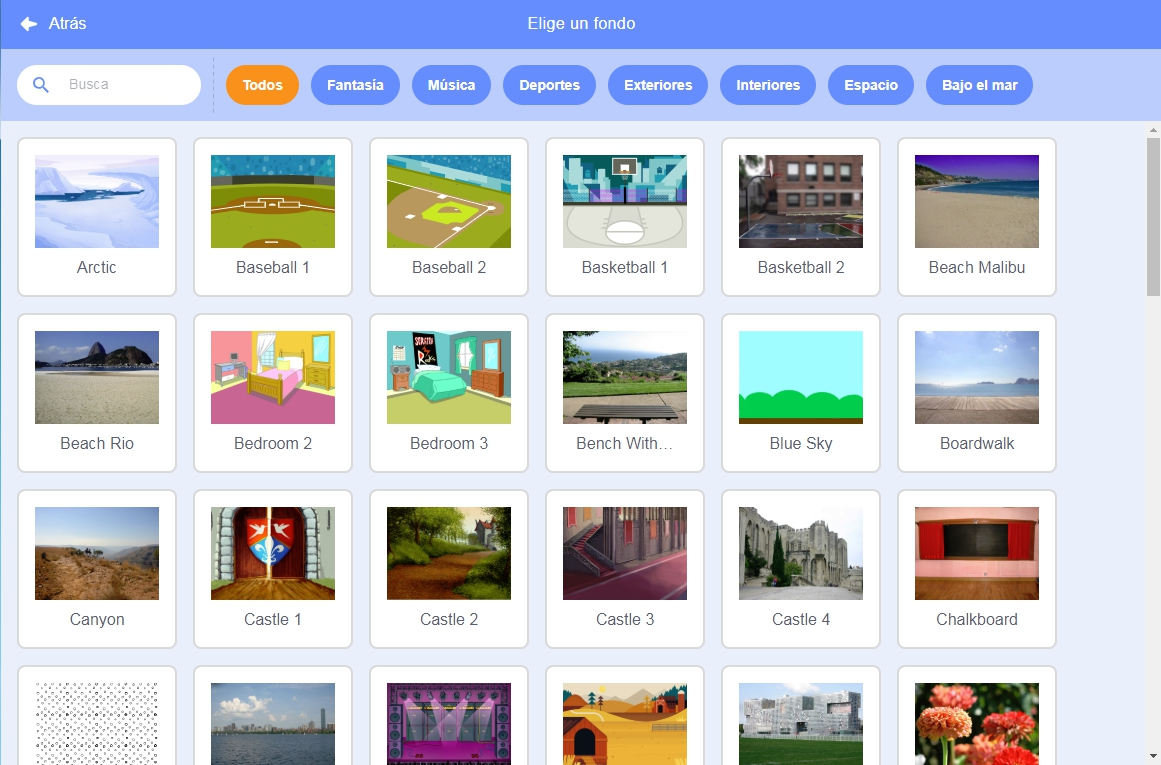 Atrás
Elige un fondo
Busca
Todos
Fantasía
Música
Deportes
Exteriores
Interiores
Espacio
Bajo el mar
Arctic
Baseball 1
Baseball 2
Basketball 1
Basketball 2
Beach Malibu
SCRATCH
Beach Rio
Bedroom 2
Bedroom 3
Bench With…
Blue Sky
Boardwalk
Canyon
Castle 1
Castle 2
Castle 3
Castle 4
Chalkboard